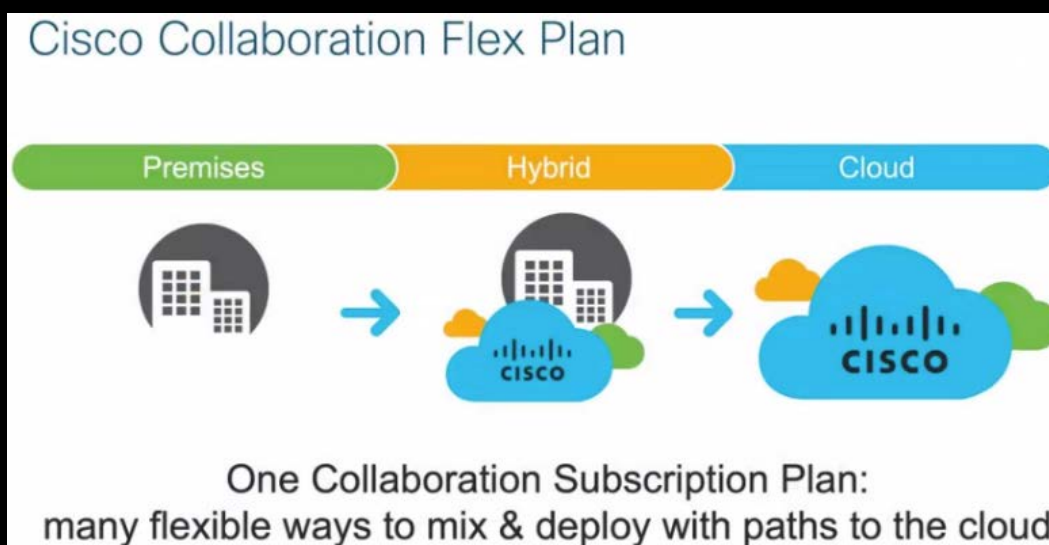 Cisco Collaboration Flex Plan
Premises
Hybrid
Cloud
CISCO
CISCO
One Collaboration Subscription Plan:
many flexible ways to mix & deploy with paths to the cloud